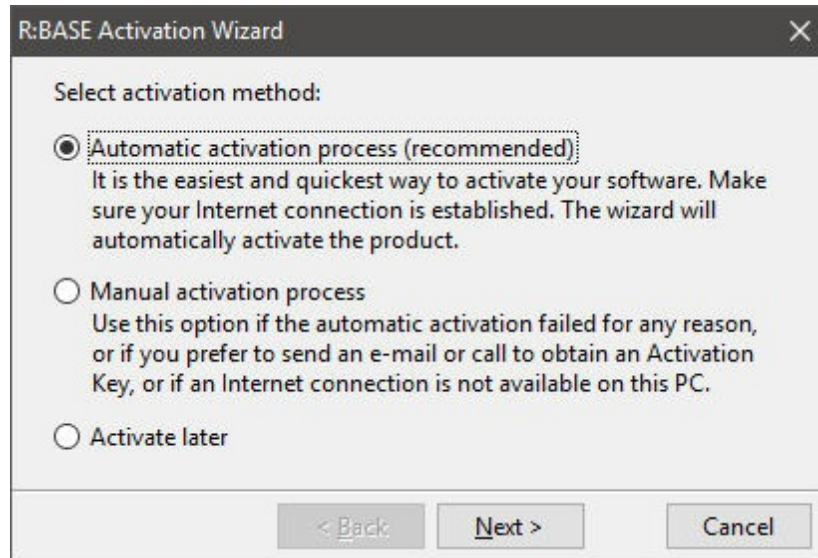 R:BASE Activation Wizard
Select activation method:
Automatic activation process (recommended)
It is the easiest and quickest way to activate your software. Make
sure your Internet connection is established. The wizard will
automatically activate the product.
Manual activation process
Use this option if the automatic activation failed for any reason,
or if you prefer to send an e-mail or call to obtain an Activation
Key, or if an Internet connection is not available on this PC.
Activate later
< Back Next > Cancel